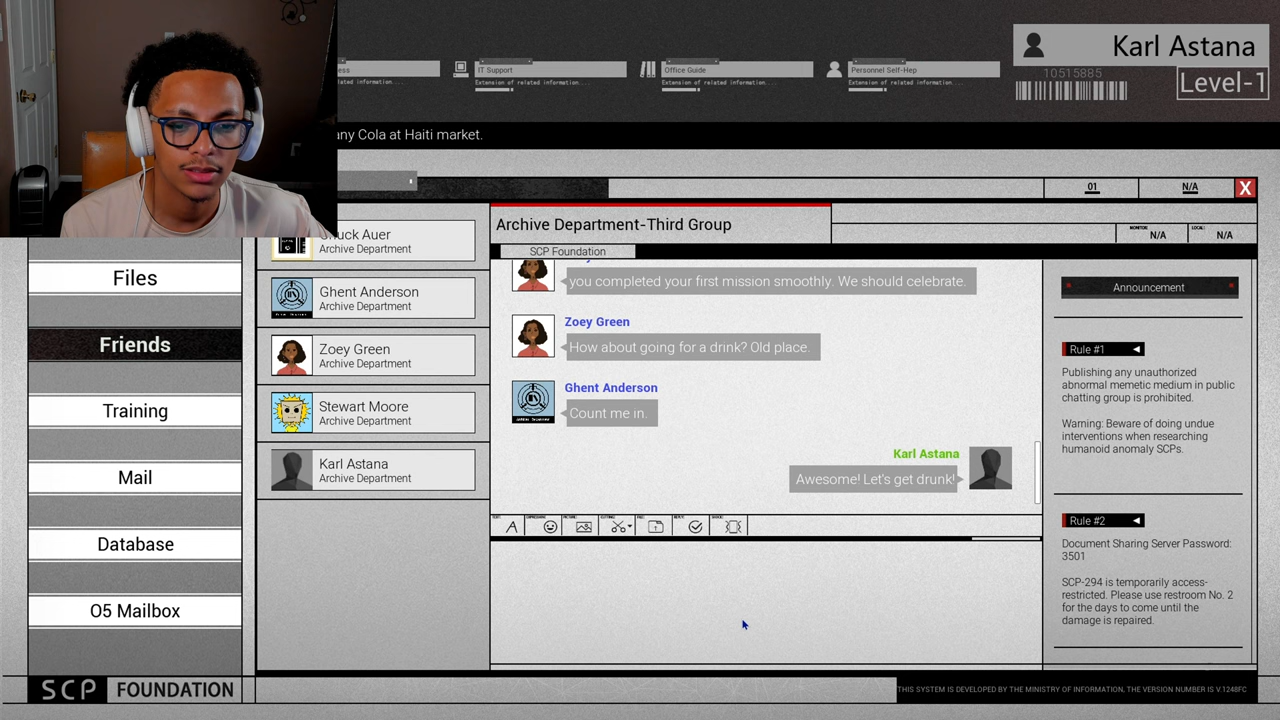 Karl Astana
IT Support
Office Guide
Personnel Self-Hep
Extension of related information...
Extension of related information...
Extension of related information...
10515885
Level-1
any Cola at Haiti market.
01
N/A
X
Archive Department-Third Group
N/A
N/A
SCP Foundation
Files
Friends
Training
Mail
Database
O5 Mailbox
Auer
Archive Department
Ghent Anderson
Archive Department
Zoey Green
Archive Department
Stewart Moore
Archive Department
Karl Astana
Archive Department
you completed your first mission smoothly. We should celebrate.
Zoey Green
How about going for a drink? Old place.
Ghent Anderson
Count me in.
Karl Astana
Awesome! Let's get drunk!
Announcement
Rule #1
Publishing any unauthorized
abnormal memetic medium in public
chatting group is prohibited.
Warning: Beware of doing undue
interventions when researching
humanoid anomaly SCPs.
Rule #2
Document Sharing Server Password:
3501
SCP-294 is temporarily access-
restricted. Please use restroom No. 2
for the days to come until the
damage is repaired.
SCP FOUNDATION
THIS SYSTEM IS DEVELOPED BY THE MINISTRY OF INFORMATION, THE VERSION NUMBER IS V.1248FC